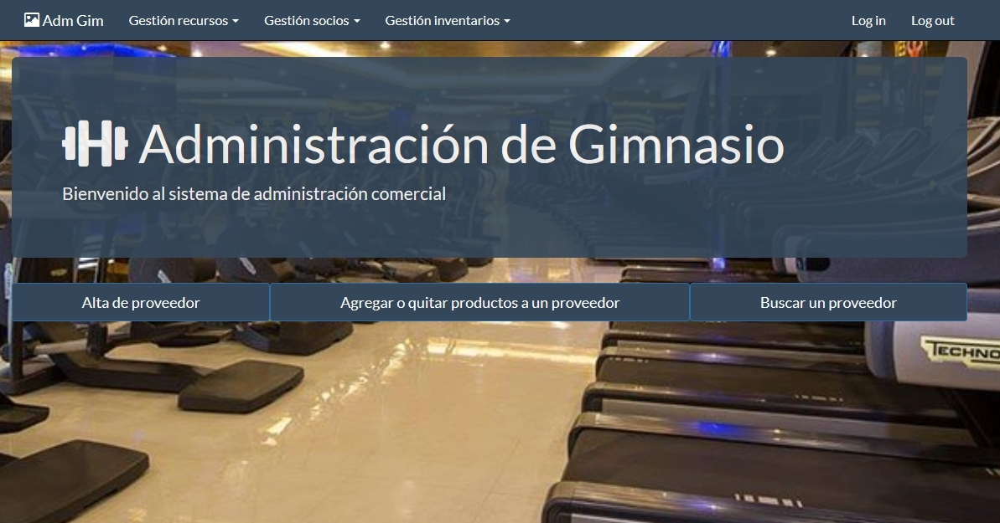 Adm Gim Gestión recursos Gestión socios Gestión inventarios Log in Log out
Administración de Gimnasio
Bienvenido al sistema de administración comercial
Alta de proveedor Agregar o quitar productos a un proveedor Buscar un proveedor
TECHNO